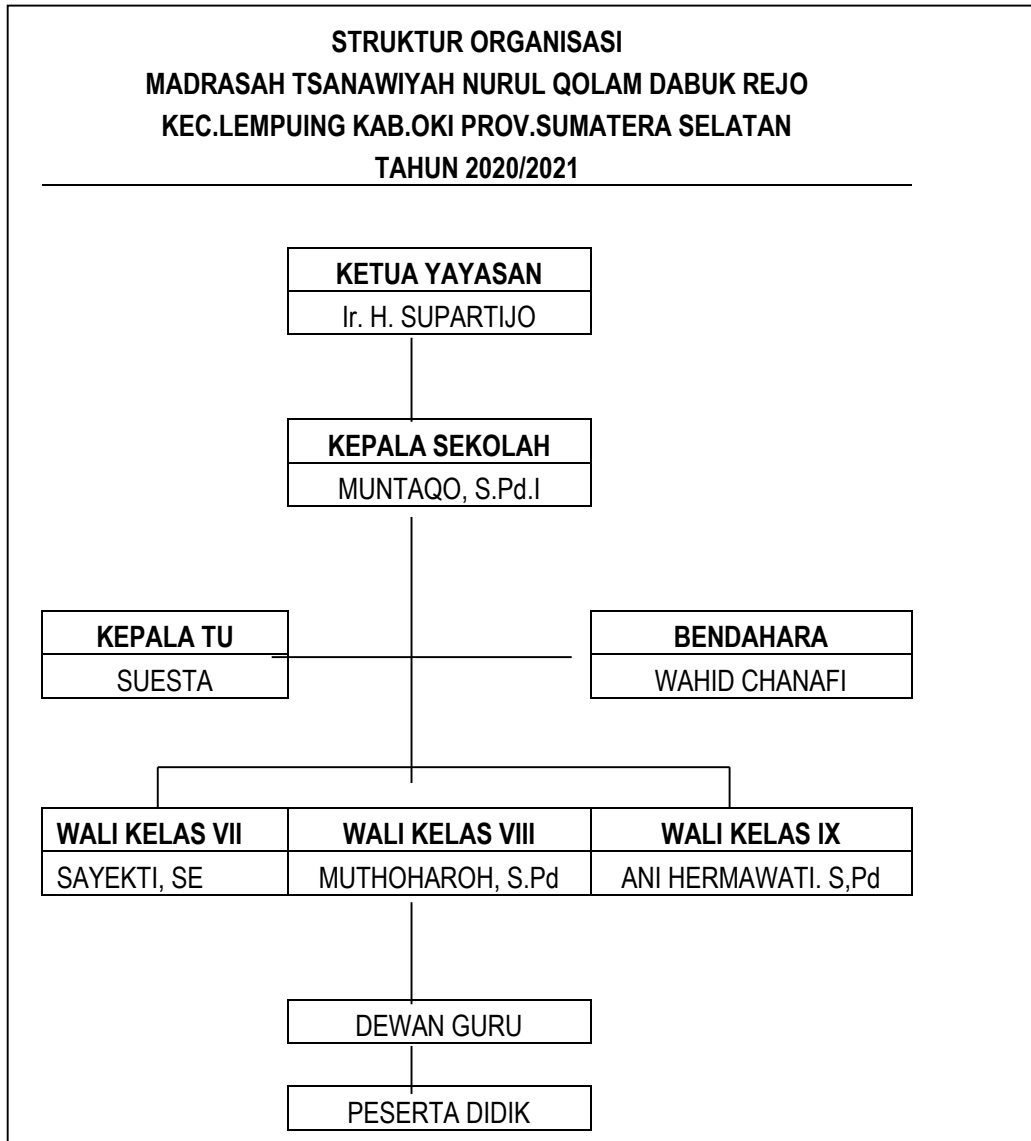 STRUKTUR ORGANISASI
MADRASAH TSANAWIYAH NURUL QOLAM DABUK REJO
KEC.LEMPUING KAB.OKI PROV.SUMATERA SELATAN
TAHUN 2020/2021
KETUA YAYASAN
Ir. H. SUPARTIJO
KEPALA SEKOLAH
MUNTAQO, S.Pd.I
KEPALA TU
SUESTA
BENDAHARA
WAHID CHANAFI
WALI KELAS VII
SAYEKTI, SE
WALI KELAS VIII
MUTHOHAROH, S.Pd
WALI KELAS IX
ANI HERMAWATI. S,Pd
DEWAN GURU
PESERTA DIDIK